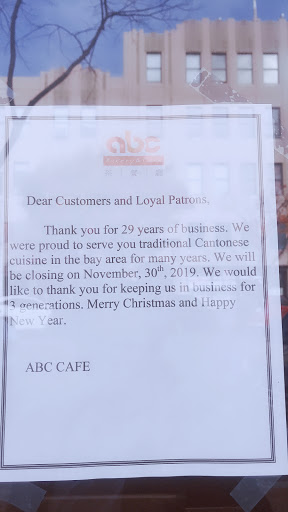 abc
Dear Customers and Loyal Patrons,
Thank you for 29 years of business. We
were proud to serve you traditional Cantonese
cuisine in the bay area for many years. We will
be closing on November, 30th, 2019. We would
like to thank you for keeping us in business for
3 generations. Merry Christmas and Happy
New Year.
ABC CAFE